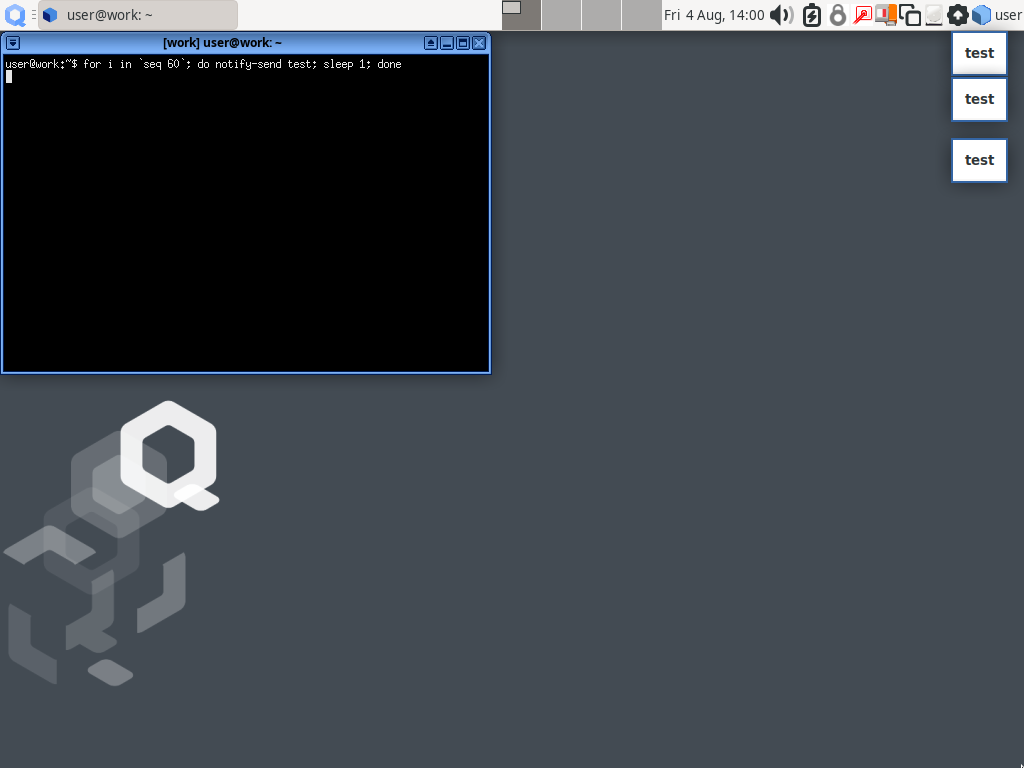 user@work: ~
Fri 4 Aug, 14:00
user
[work] user@work: ~
user@work:~$ for i in `seq 60`; do notify-send test; sleep 1; done
test
test
test